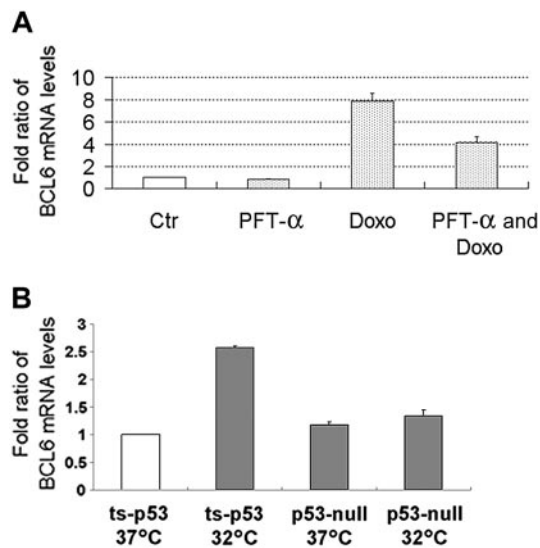 A
Fold ratio of
BCL6 mRNA levels
10
8
6
4
2
0
Ctr
PFT-α
Doxo
PFT-α and
Doxo
B
Fold ratio of
BCL6 mRNA levels
3
2.5
2
1.5
1
0.5
0
ts-p53
37°C
ts-p53
32°C
p53-null
37°C
p53-null
32°C